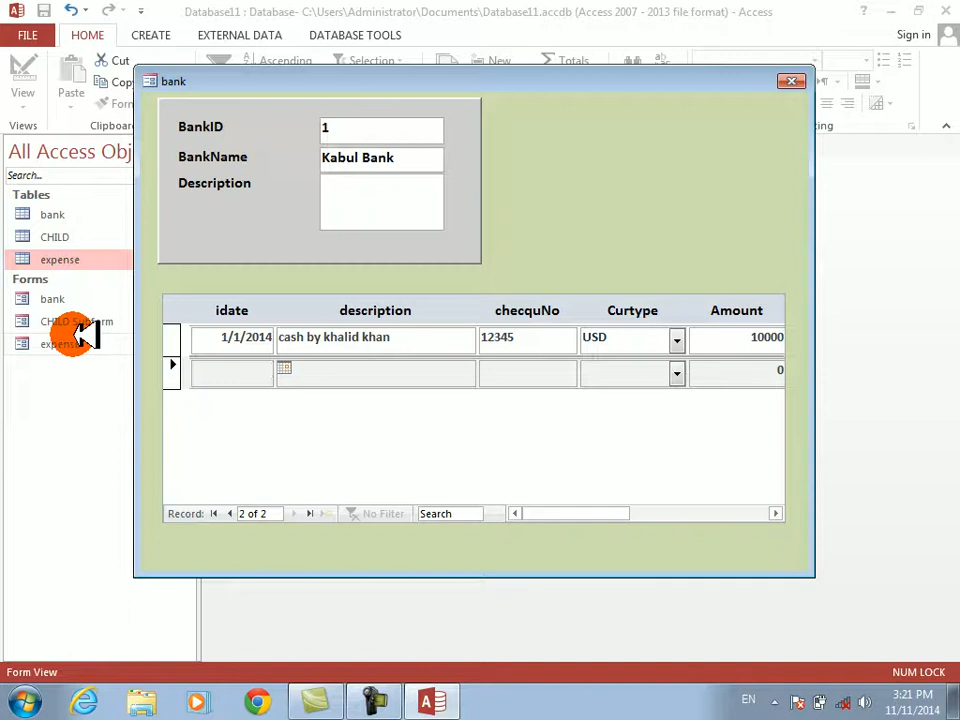 Database11 : Database- C:\Users\Administrator\Documents\Database11.accdb (Access 2007 - 2013 file format) - Access
FILE HOME CREATE EXTERNAL DATA DATABASE TOOLS Sign in
View
Views
Paste
Cut
Clipboard
Ascending
Selection
New
Totals
bank
All Access Obj
Search...
Tables
bank
CHILD
expense
Forms
bank
CHILD Subform
expense
BankID 1
BankName Kabul Bank
Description
idate description checquNo Curtype Amount
1/1/2014 cash by khalid khan 12345 USD 10000
0
Record: 2 of 2 No Filter Search
Form View NUM LOCK
EN 3:21 PM
11/11/2014